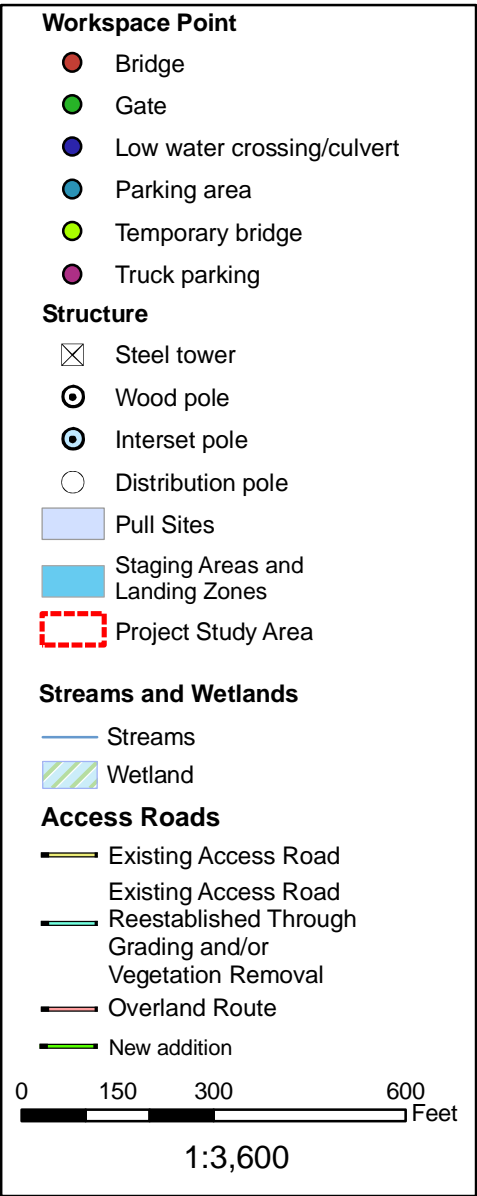 Workspace Point
Bridge
Gate
Low water crossing/culvert
Parking area
Temporary bridge
Truck parking
Structure
Steel tower
Wood pole
Interset pole
Distribution pole
Pull Sites
Staging Areas and
Landing Zones
Project Study Area
Streams and Wetlands
Streams
Wetland
Access Roads
Existing Access Road
Existing Access Road
Reestablished Through
Grading and/or
Vegetation Removal
Overland Route
New addition
0 150 300 600
Feet
1:3,600